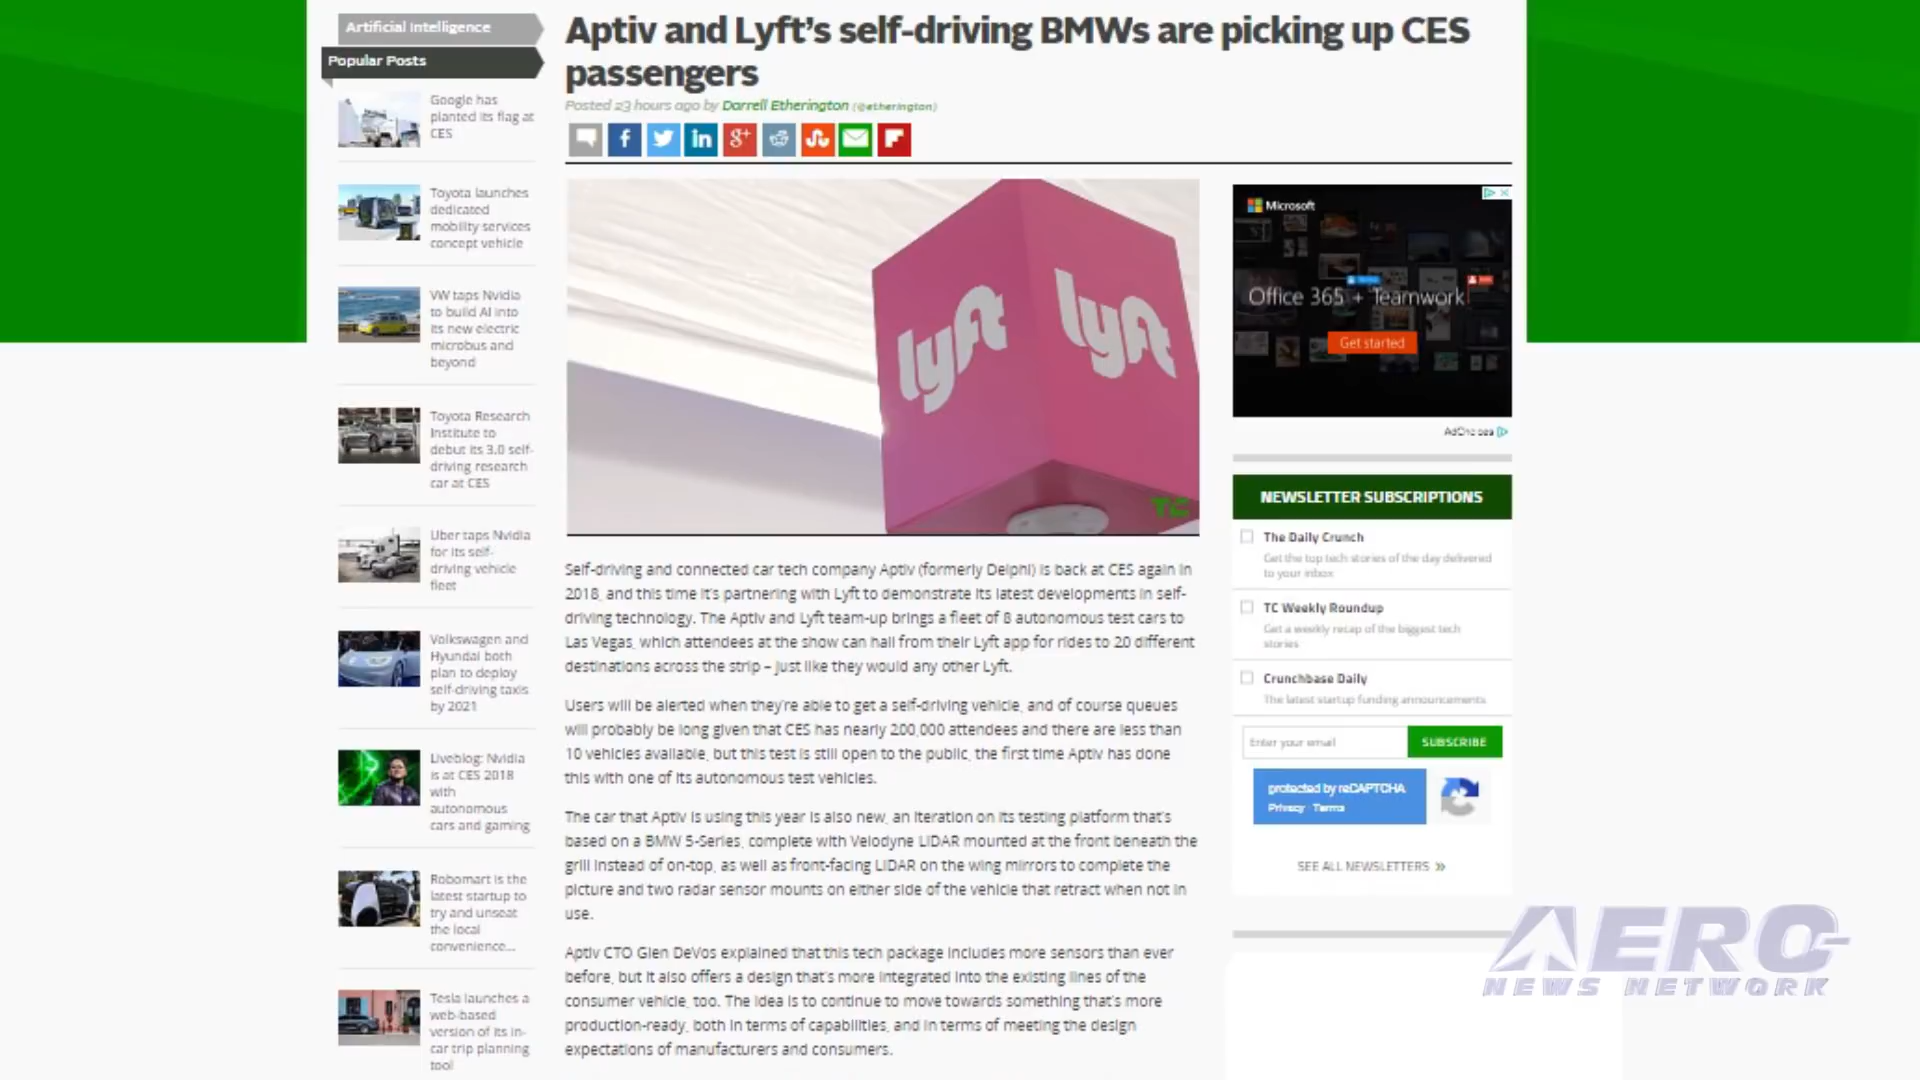 Artificial Intelligence
Popular Posts
Google has
planted its flag at
CES
Toyota launches
dedicated
mobility services
concept vehicle
VW taps Nvidia
to build AI into
its new electric
microbus and
beyond
Toyota Research
Institute to
debut its 3.0 self-
driving research
car at CES
Uber taps Nvidia
for its self-
driving vehicle
fleet
Volkswagen and
Hyundai both
plan to deploy
self-driving taxis
by 2021
Liveblog: Nvidia
is at CES 2018
with
autonomous
cars and gaming
Robomart is the
latest startup to
try and unseat
the local
convenience...
Tesla launches a
web-based
version of its in-
car trip planning
tool
Aptiv and Lyft's self-driving BMWs are picking up CES
passengers
Posted 23 hours ago by Darrell Etherington (@etherington)
lyft lyft
TC
Self-driving and connected car tech company Aptiv (formerly Delphi) is back at CES again in
2018, and this time it's partnering with Lyft to demonstrate its latest developments in self-
driving technology. The Aptiv and Lyft team-up brings a fleet of 8 autonomous test cars to
Las Vegas, which attendees at the show can hail from their Lyft app for rides to 20 different
destinations across the strip – just like they would any other Lyft.
Users will be alerted when they're able to get a self-driving vehicle, and of course queues
will probably be long given that CES has nearly 200,000 attendees and there are less than
10 vehicles available, but this test is still open to the public, the first time Aptiv has done
this with one of its autonomous test vehicles.
The car that Aptiv is using this year is also new, an iteration on its testing platform that's
based on a BMW 5-Series, complete with Velodyne LIDAR mounted at the front beneath the
grill instead of on-top, as well as front-facing LIDAR on the wing mirrors to complete the
picture and two radar sensor mounts on either side of the vehicle that retract when not in
use.
Aptiv CTO Glen DeVos explained that this tech package includes more sensors than ever
before, but it also offers a design that's more integrated into the existing lines of the
consumer vehicle, too. The idea is to continue to move towards something that's more
production-ready, both in terms of capabilities, and in terms of meeting the design
expectations of manufacturers and consumers.
Microsoft
Office 365 + Teamwork
Get started
AdChoices
NEWSLETTER SUBSCRIPTIONS
The Daily Crunch
Get the top tech stories of the day delivered
to your inbox
TC Weekly Roundup
Get a weekly recap of the biggest tech
stories
Crunchbase Daily
The latest startup funding announcements
Enter your email SUBSCRIBE
protected by reCAPTCHA
Privacy Terms
SEE ALL NEWSLETTERS »
AERO
NEWS NETWORK